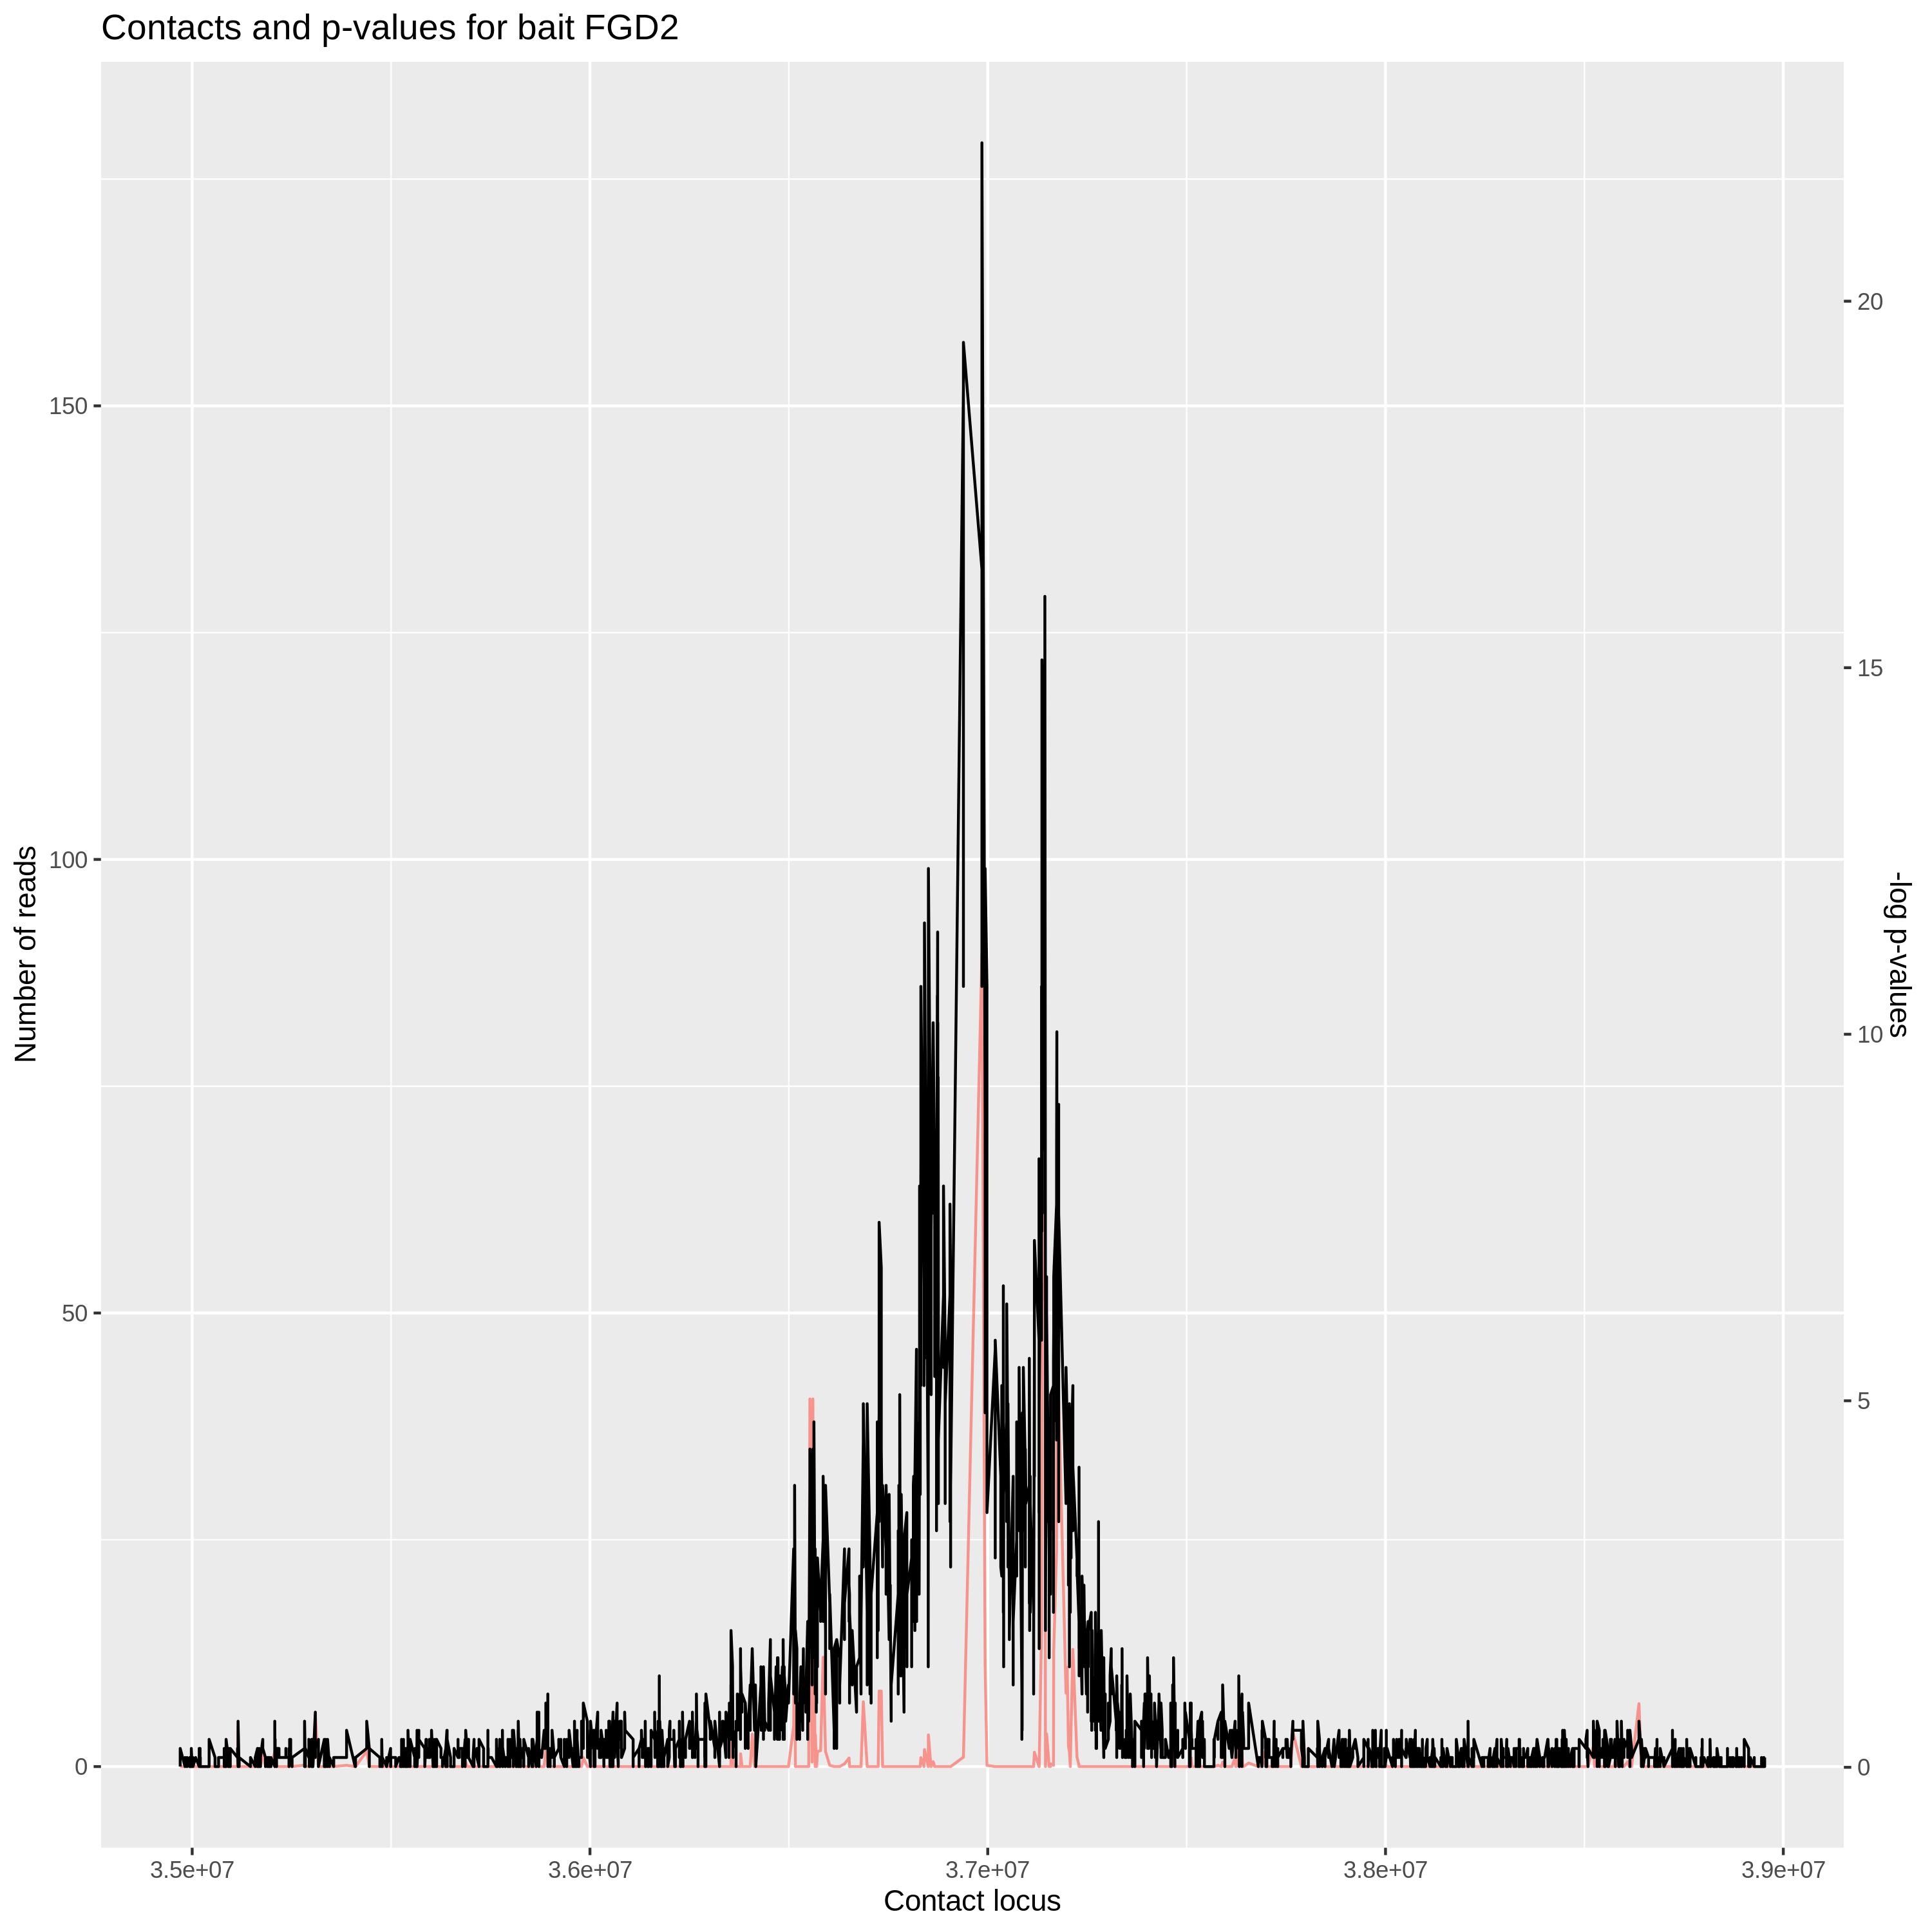 Contacts and p-values for bait FGD2
Number of reads
150
100
50
0
20
15
10
5
0
-log p-values
3.5e+07
3.6e+07
3.7e+07
3.8e+07
3.9e+07
Contact locus